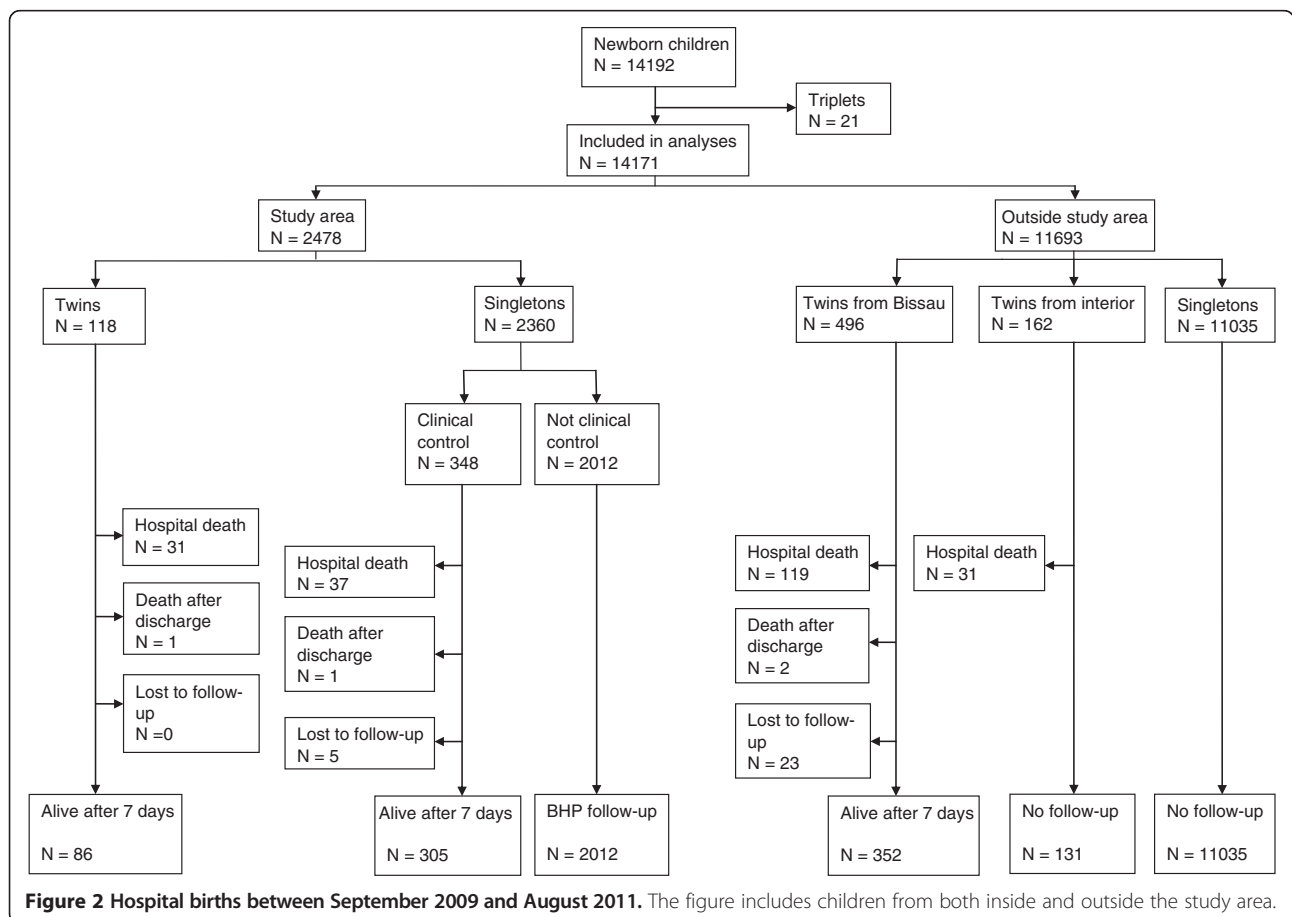 Newborn children
N = 14192
Triplets
N = 21
Included in analyses
N = 14171
Study area
N = 2478
Outside study area
N = 11693
Twins
N = 118
Singletons
N = 2360
Twins from Bissau
N = 496
Twins from interior
N = 162
Singletons
N = 11035
Clinical
control
N = 348
Not clinical
control
N = 2012
Hospital death
N = 31
Death after
discharge
N = 1
Lost to follow-
up
N =0
Hospital death
N = 37
Death after
discharge
N = 1
Lost to follow-up
N = 5
Hospital death
N = 119
Death after
discharge
N = 2
Lost to follow-
up
N = 23
Hospital death
N = 31
Alive after 7 days
N = 86
Alive after 7 days
N = 305
BHP follow-up
N = 2012
Alive after 7 days
N = 352
No follow-up
N = 131
No follow-up
N = 11035
Figure 2 Hospital births between September 2009 and August 2011. The figure includes children from both inside and outside the study area.